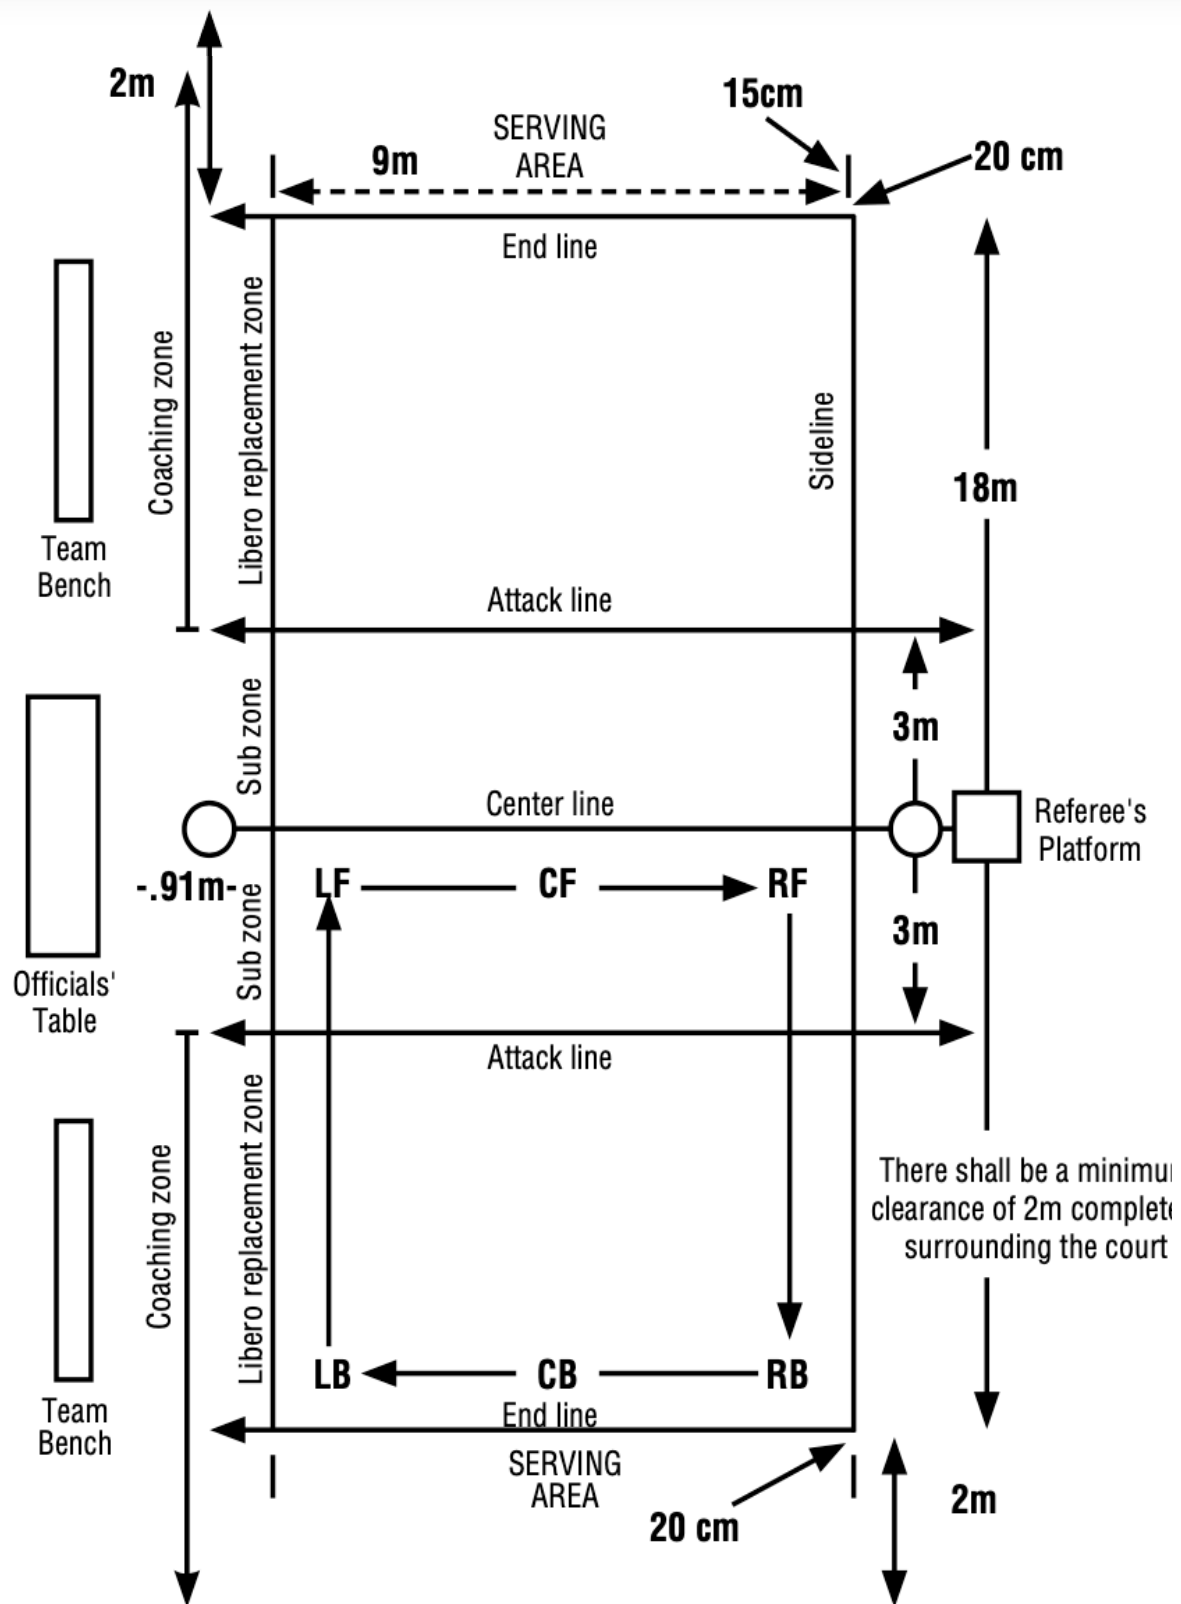 2m
15cm
SERVING
AREA
9m
20 cm
End line
Libero replacement zone
Coaching zone
Sideline
18m
Team
Bench
Attack line
Sub zone
3m
Center line
Referee's
Platform
-.91m-
LF
CF
RF
Sub zone
3m
Officials'
Table
Attack line
Libero replacement zone
Coaching zone
There shall be a minimu
clearance of 2m complete
surrounding the court
LB
CB
RB
Team
Bench
End line
SERVING
AREA
20 cm
2m